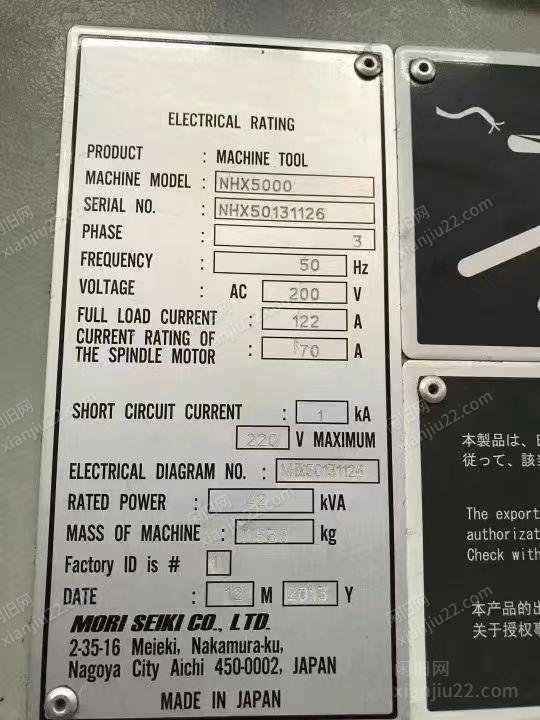 ELECTRICAL RATING
PRODUCT : MACHINE TOOL
MACHINE MODEL : NHX5000
SERIAL NO. : NHX50131126
PHASE : 3
FREQUENCY : 50 Hz
VOLTAGE : AC 200 V
FULL LOAD CURRENT : 122 A
CURRENT RATING OF
THE SPINDLE MOTOR : 70 A
SHORT CIRCUIT CURRENT : 1 kA
220 V MAXIMUM
ELECTRICAL DIAGRAM NO. : NHX50131126
RATED POWER : 42 kVA
MASS OF MACHINE : kg
Factory ID is # 1
DATE : 12 M 2013 Y
MORI SEIKI CO., LTD.
2-35-16 Meieki, Nakamura-ku,
Nagoya City Aichi 450-0002, JAPAN
MADE IN JAPAN
本製品は、
従って、該
The export
authorizat
Check with
本产品的出
关于授权
闲旧网
xianjiu22.com